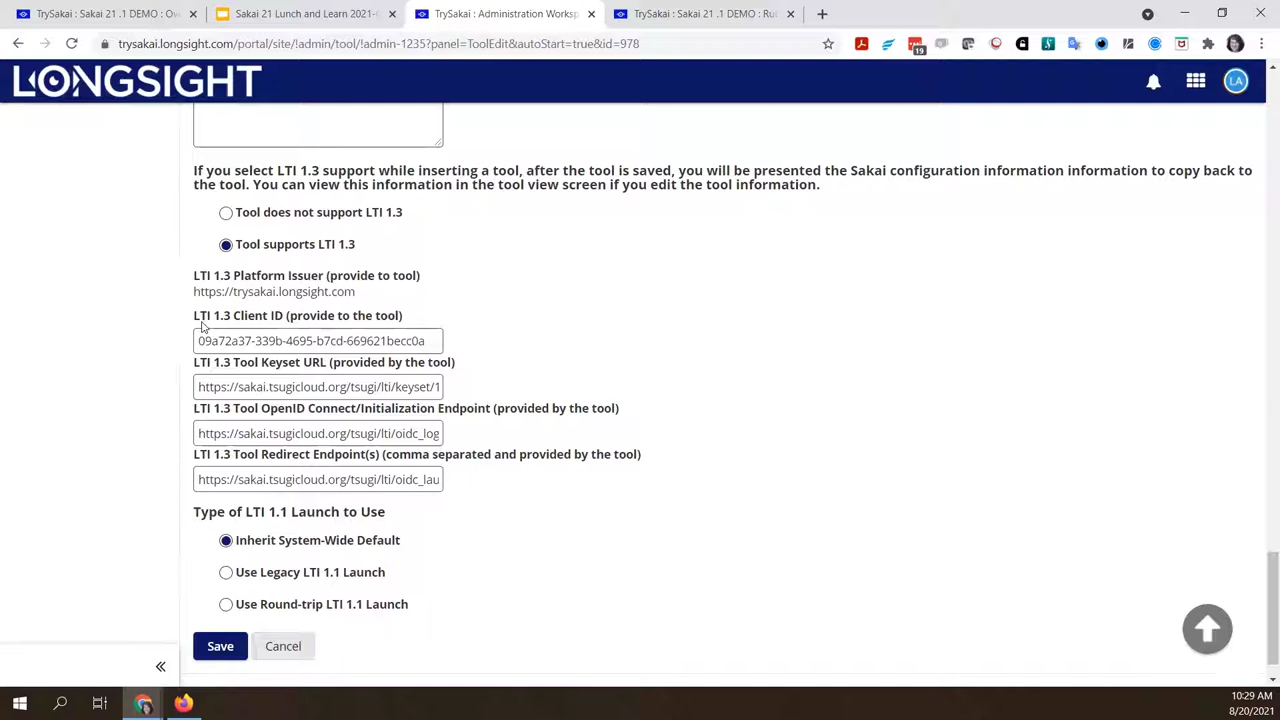 TrySakai : Sakai 21 .1 DEMO : Ov
Sakai 21 Lunch and Learn 2021-
TrySakai : Administration Worksp
TrySakai : Sakai 21 .1 DEMO : Ru
trysakai.longsight.com/portal/site/!admin/tool/!admin-1235?panel=ToolEdit&autoStart=true&id=978
19
LONGSIGHT
LA
If you select LTI 1.3 support while inserting a tool, after the tool is saved, you will be presented the Sakai configuration information information to copy back to
the tool. You can view this information in the tool view screen if you edit the tool information.
Tool does not support LTI 1.3
Tool supports LTI 1.3
LTI 1.3 Platform Issuer (provide to tool)
https://trysakai.longsight.com
LTI 1.3 Client ID (provide to the tool)
09a72a37-339b-4695-b7cd-669621becc0a
LTI 1.3 Tool Keyset URL (provided by the tool)
https://sakai.tsugicloud.org/tsugi/lti/keyset/1
LTI 1.3 Tool OpenID Connect/Initialization Endpoint (provided by the tool)
https://sakai.tsugicloud.org/tsugi/lti/oidc_log
LTI 1.3 Tool Redirect Endpoint(s) (comma separated and provided by the tool)
https://sakai.tsugicloud.org/tsugi/lti/oidc_lau
Type of LTI 1.1 Launch to Use
Inherit System-Wide Default
Use Legacy LTI 1.1 Launch
Use Round-trip LTI 1.1 Launch
Save
Cancel
10:29 AM
8/20/2021